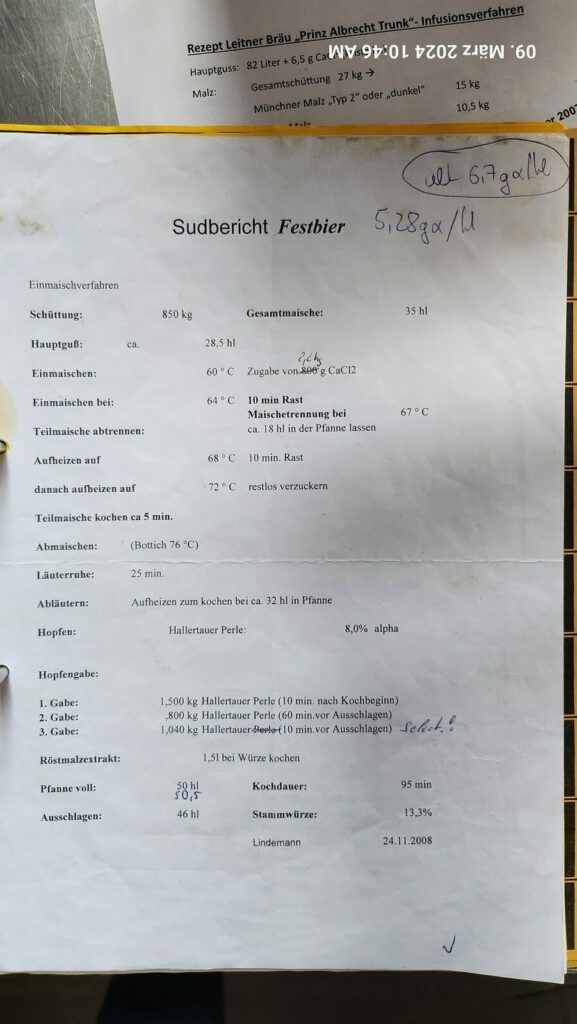 Rezept Leitner Bräu „Prinz Albrecht Trunk"- Infusionsverfahren
Hauptguss: 82 Liter + 6,5 g
09. März 2024 10:46 AM
Malz: Gesamtschüttung 27 kg →
Münchner Malz „Typ 2" oder „dunkel" 15 kg
10,5 kg
alt 6,7gα/hl
Sudbericht Festbier 5,28gα/hl
Einmaischverfahren
Schüttung: 850 kg Gesamtmaische: 35 hl
Hauptguß: ca. 28,5 hl
2,2 kg
Einmaischen: 60 ° C Zugabe von 800 g CaCl2
Einmaischen bei: 64 ° C 10 min Rast
Maischetrennung bei 67 ° C
Teilmaische abtrennen: ca. 18 hl in der Pfanne lassen
Aufheizen auf 68 ° C 10 min. Rast
danach aufheizen auf 72 ° C restlos verzuckern
Teilmaische kochen ca 5 min.
Abmaischen: (Bottich 76 °C)
Läuterruhe: 25 min.
Abläutern: Aufheizen zum kochen bei ca. 32 hl in Pfanne
Hopfen: Hallertauer Perle: 8,0% alpha
Hopfengabe:
1. Gabe: 1,500 kg Hallertauer Perle (10 min. nach Kochbeginn)
2. Gabe: ,800 kg Hallertauer Perle (60 min.vor Ausschlagen)
3. Gabe: 1,040 kg Hallertauer Perle (10 min.vor Ausschlagen) Select.!
Röstmalzextrakt: 1,5l bei Würze kochen
Pfanne voll: 50 hl Kochdauer: 95 min
50,5
Ausschlagen: 46 hl Stammwürze: 13,3%
Lindemann 24.11.2008